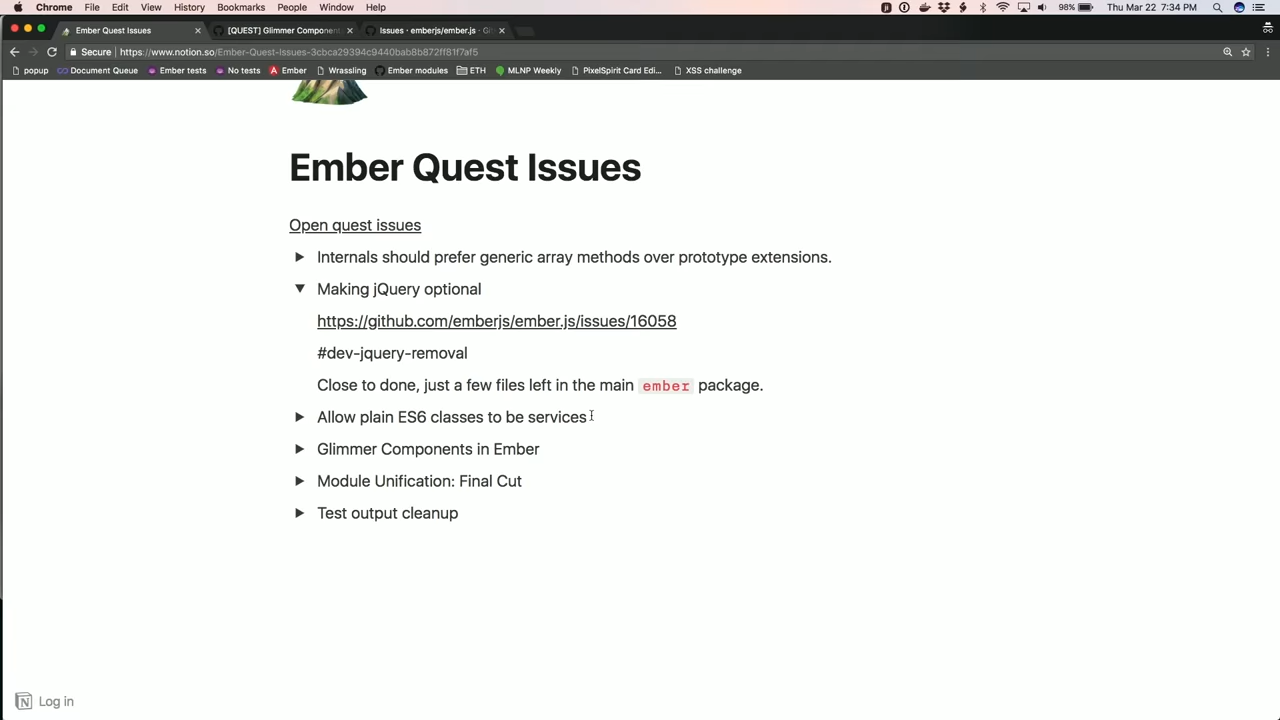 Chrome File Edit View History Bookmarks People Window Help 98% Thu Mar 22 7:34 PM
Ember Quest Issues [QUEST] Glimmer Component Issues · emberjs/ember.js · Gi
Secure https://www.notion.so/Ember-Quest-Issues-3cbca29394c9440bab8b872ff81f7af5
popup Document Queue Ember tests No tests Ember Wrassling Ember modules ETH MLNP Weekly PixelSpirit Card Edi... XSS challenge
Ember Quest Issues
Open quest issues
Internals should prefer generic array methods over prototype extensions.
Making jQuery optional
https://github.com/emberjs/ember.js/issues/16058
#dev-jquery-removal
Close to done, just a few files left in the main ember package.
Allow plain ES6 classes to be services
Glimmer Components in Ember
Module Unification: Final Cut
Test output cleanup
Log in